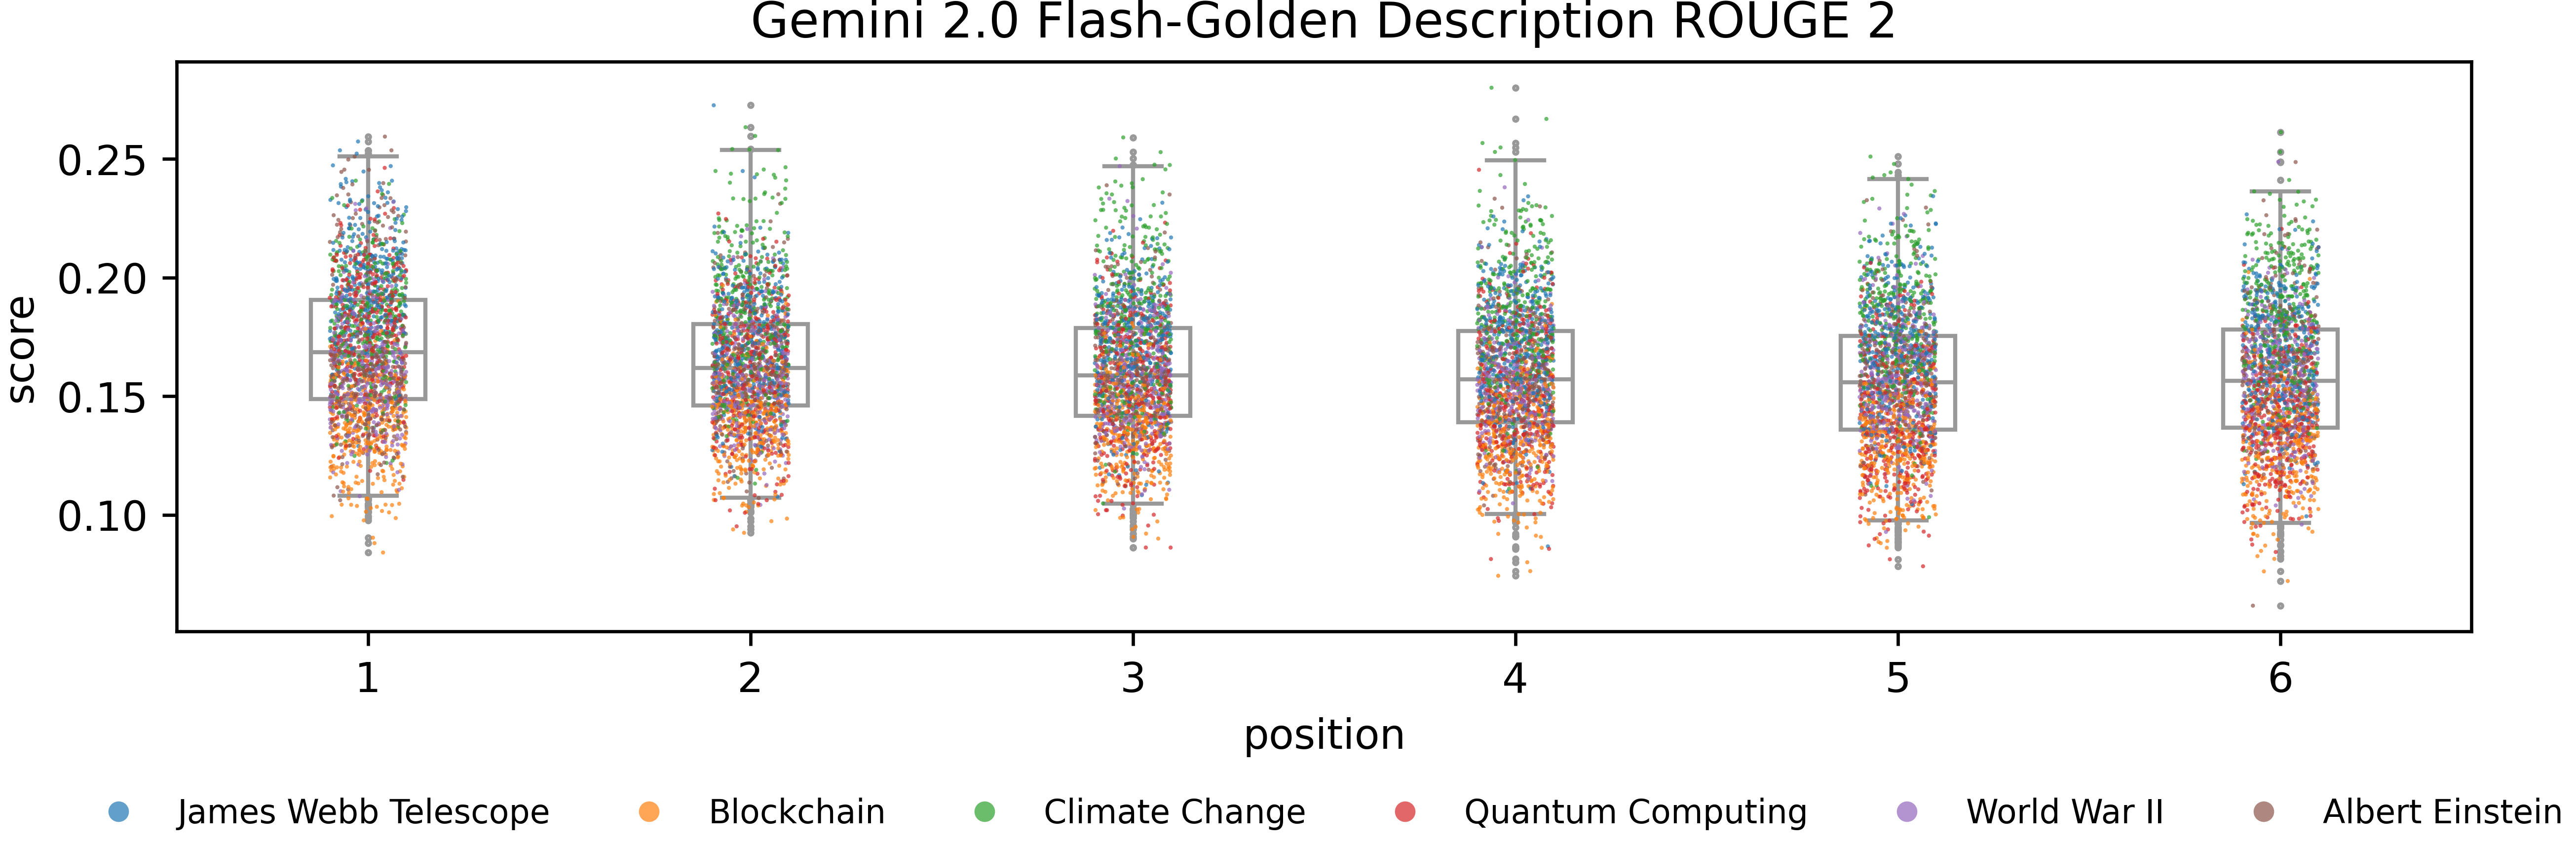 Gemini 2.0 Flash-Golden Description ROUGE 2
score
0.25
0.20
0.15
0.10
1 2 3 4 5 6
position
James Webb Telescope Blockchain Climate Change Quantum Computing World War II Albert Einstein